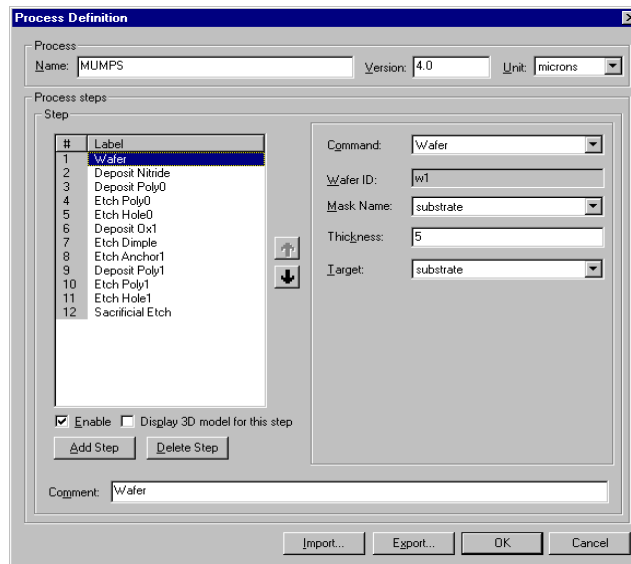 Process Definition
Process
Name: MUMPS Version: 4.0 Unit: microns
Process steps
Step
# Label
1 Wafer
2 Deposit Nitride
3 Deposit Poly0
4 Etch Poly0
5 Etch Hole0
6 Deposit Ox1
7 Etch Dimple
8 Etch Anchor1
9 Deposit Poly1
10 Etch Poly1
11 Etch Hole1
12 Sacrificial Etch
Command: Wafer
Wafer ID: w1
Mask Name: substrate
Thickness: 5
Target: substrate
Enable Display 3D model for this step
Add Step Delete Step
Comment: Wafer
Import... Export... OK Cancel